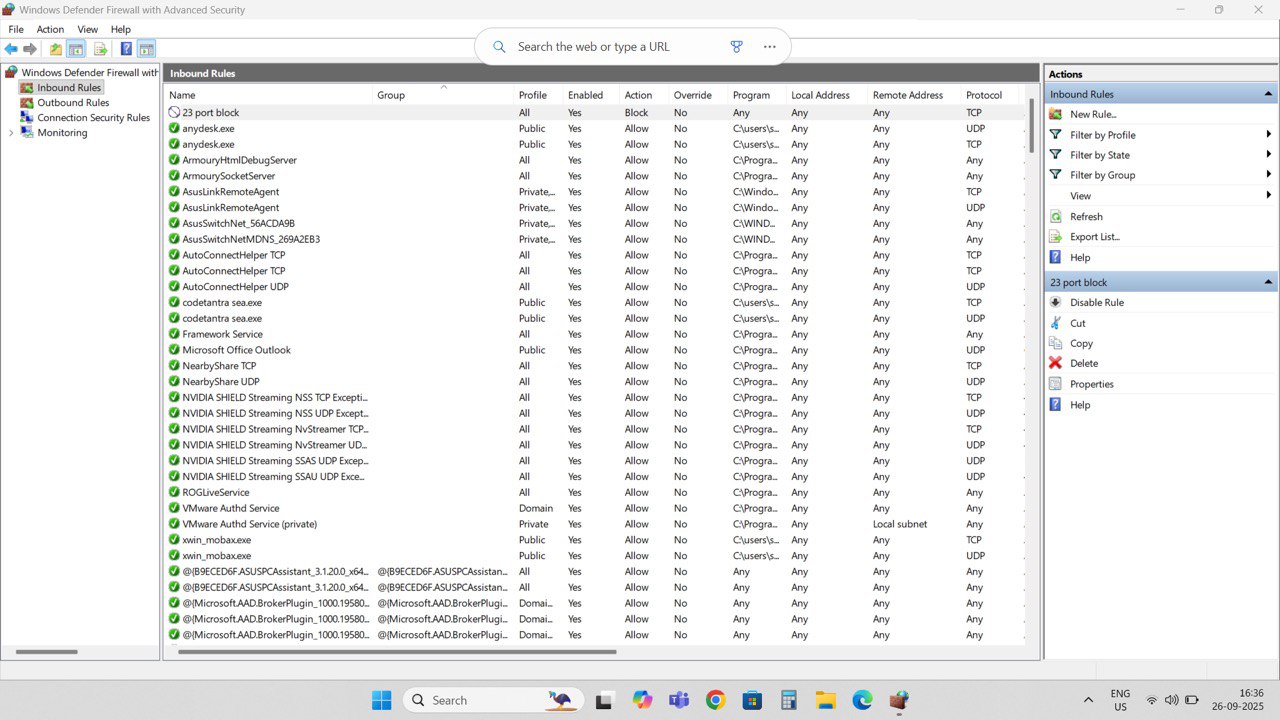 Windows Defender Firewall with Advanced Security
File Action View Help
Search the web or type a URL
Windows Defender Firewall with
Inbound Rules
Outbound Rules
Connection Security Rules
Monitoring
Inbound Rules
Name Group Profile Enabled Action Override Program Local Address Remote Address Protocol
23 port block All Yes Block No Any Any Any TCP
anydesk.exe Public Yes Allow No C:\users\s... Any Any UDP
anydesk.exe Public Yes Allow No C:\users\s... Any Any TCP
ArmouryHtmlDebugServer All Yes Allow No C:\Progra... Any Any Any
ArmourySocketServer All Yes Allow No C:\Progra... Any Any Any
AsusLinkRemoteAgent Private,... Yes Allow No C:\Windo... Any Any TCP
AsusLinkRemoteAgent Private,... Yes Allow No C:\Windo... Any Any UDP
AsusSwitchNet_56ACDA9B Private,... Yes Allow No C:\WIND... Any Any Any
AsusSwitchNetMDNS_269A2EB3 Private,... Yes Allow No C:\WIND... Any Any Any
AutoConnectHelper TCP All Yes Allow No C:\Progra... Any Any TCP
AutoConnectHelper TCP All Yes Allow No C:\Progra... Any Any TCP
AutoConnectHelper UDP All Yes Allow No C:\Progra... Any Any UDP
codetantra sea.exe Public Yes Allow No C:\users\s... Any Any TCP
codetantra sea.exe Public Yes Allow No C:\users\s... Any Any UDP
Framework Service All Yes Allow No C:\Progra... Any Any Any
Microsoft Office Outlook Public Yes Allow No C:\Progra... Any Any UDP
NearbyShare TCP All Yes Allow No C:\Progra... Any Any TCP
NearbyShare UDP All Yes Allow No C:\Progra... Any Any UDP
NVIDIA SHIELD Streaming NSS TCP Excepti... All Yes Allow No C:\Progra... Any Any TCP
NVIDIA SHIELD Streaming NSS UDP Except... All Yes Allow No C:\Progra... Any Any UDP
NVIDIA SHIELD Streaming NvStreamer TCP... All Yes Allow No C:\Progra... Any Any TCP
NVIDIA SHIELD Streaming NvStreamer UD... All Yes Allow No C:\Progra... Any Any UDP
NVIDIA SHIELD Streaming SSAS UDP Excep... All Yes Allow No C:\Progra... Any Any UDP
NVIDIA SHIELD Streaming SSAU UDP Exce... All Yes Allow No C:\Progra... Any Any UDP
ROGLiveService All Yes Allow No C:\Progra... Any Any Any
VMware Authd Service Domain Yes Allow No C:\Progra... Any Any Any
VMware Authd Service (private) Private Yes Allow No C:\Progra... Any Local subnet Any
xwin_mobax.exe Public Yes Allow No C:\users\s... Any Any TCP
xwin_mobax.exe Public Yes Allow No C:\users\s... Any Any UDP
@{B9ECED6F.ASUSPCAssistant_3.1.20.0_x64... @{B9ECED6F.ASUSPCAssistan... All Yes Allow No Any Any Any Any
@{B9ECED6F.ASUSPCAssistant_3.1.20.0_x64... @{B9ECED6F.ASUSPCAssistan... All Yes Allow No Any Any Any Any
@{Microsoft.AAD.BrokerPlugin_1000.19580... @{Microsoft.AAD.BrokerPlugi... Domai... Yes Allow No Any Any Any Any
@{Microsoft.AAD.BrokerPlugin_1000.19580... @{Microsoft.AAD.BrokerPlugi... Domai... Yes Allow No Any Any Any Any
@{Microsoft.AAD.BrokerPlugin_1000.19580... @{Microsoft.AAD.BrokerPlugi... Domai... Yes Allow No Any Any Any Any
Actions
Inbound Rules
New Rule...
Filter by Profile
Filter by State
Filter by Group
View
Refresh
Export List...
Help
23 port block
Disable Rule
Cut
Copy
Delete
Properties
Help
Search
ENG
US
16:36
26-09-2025